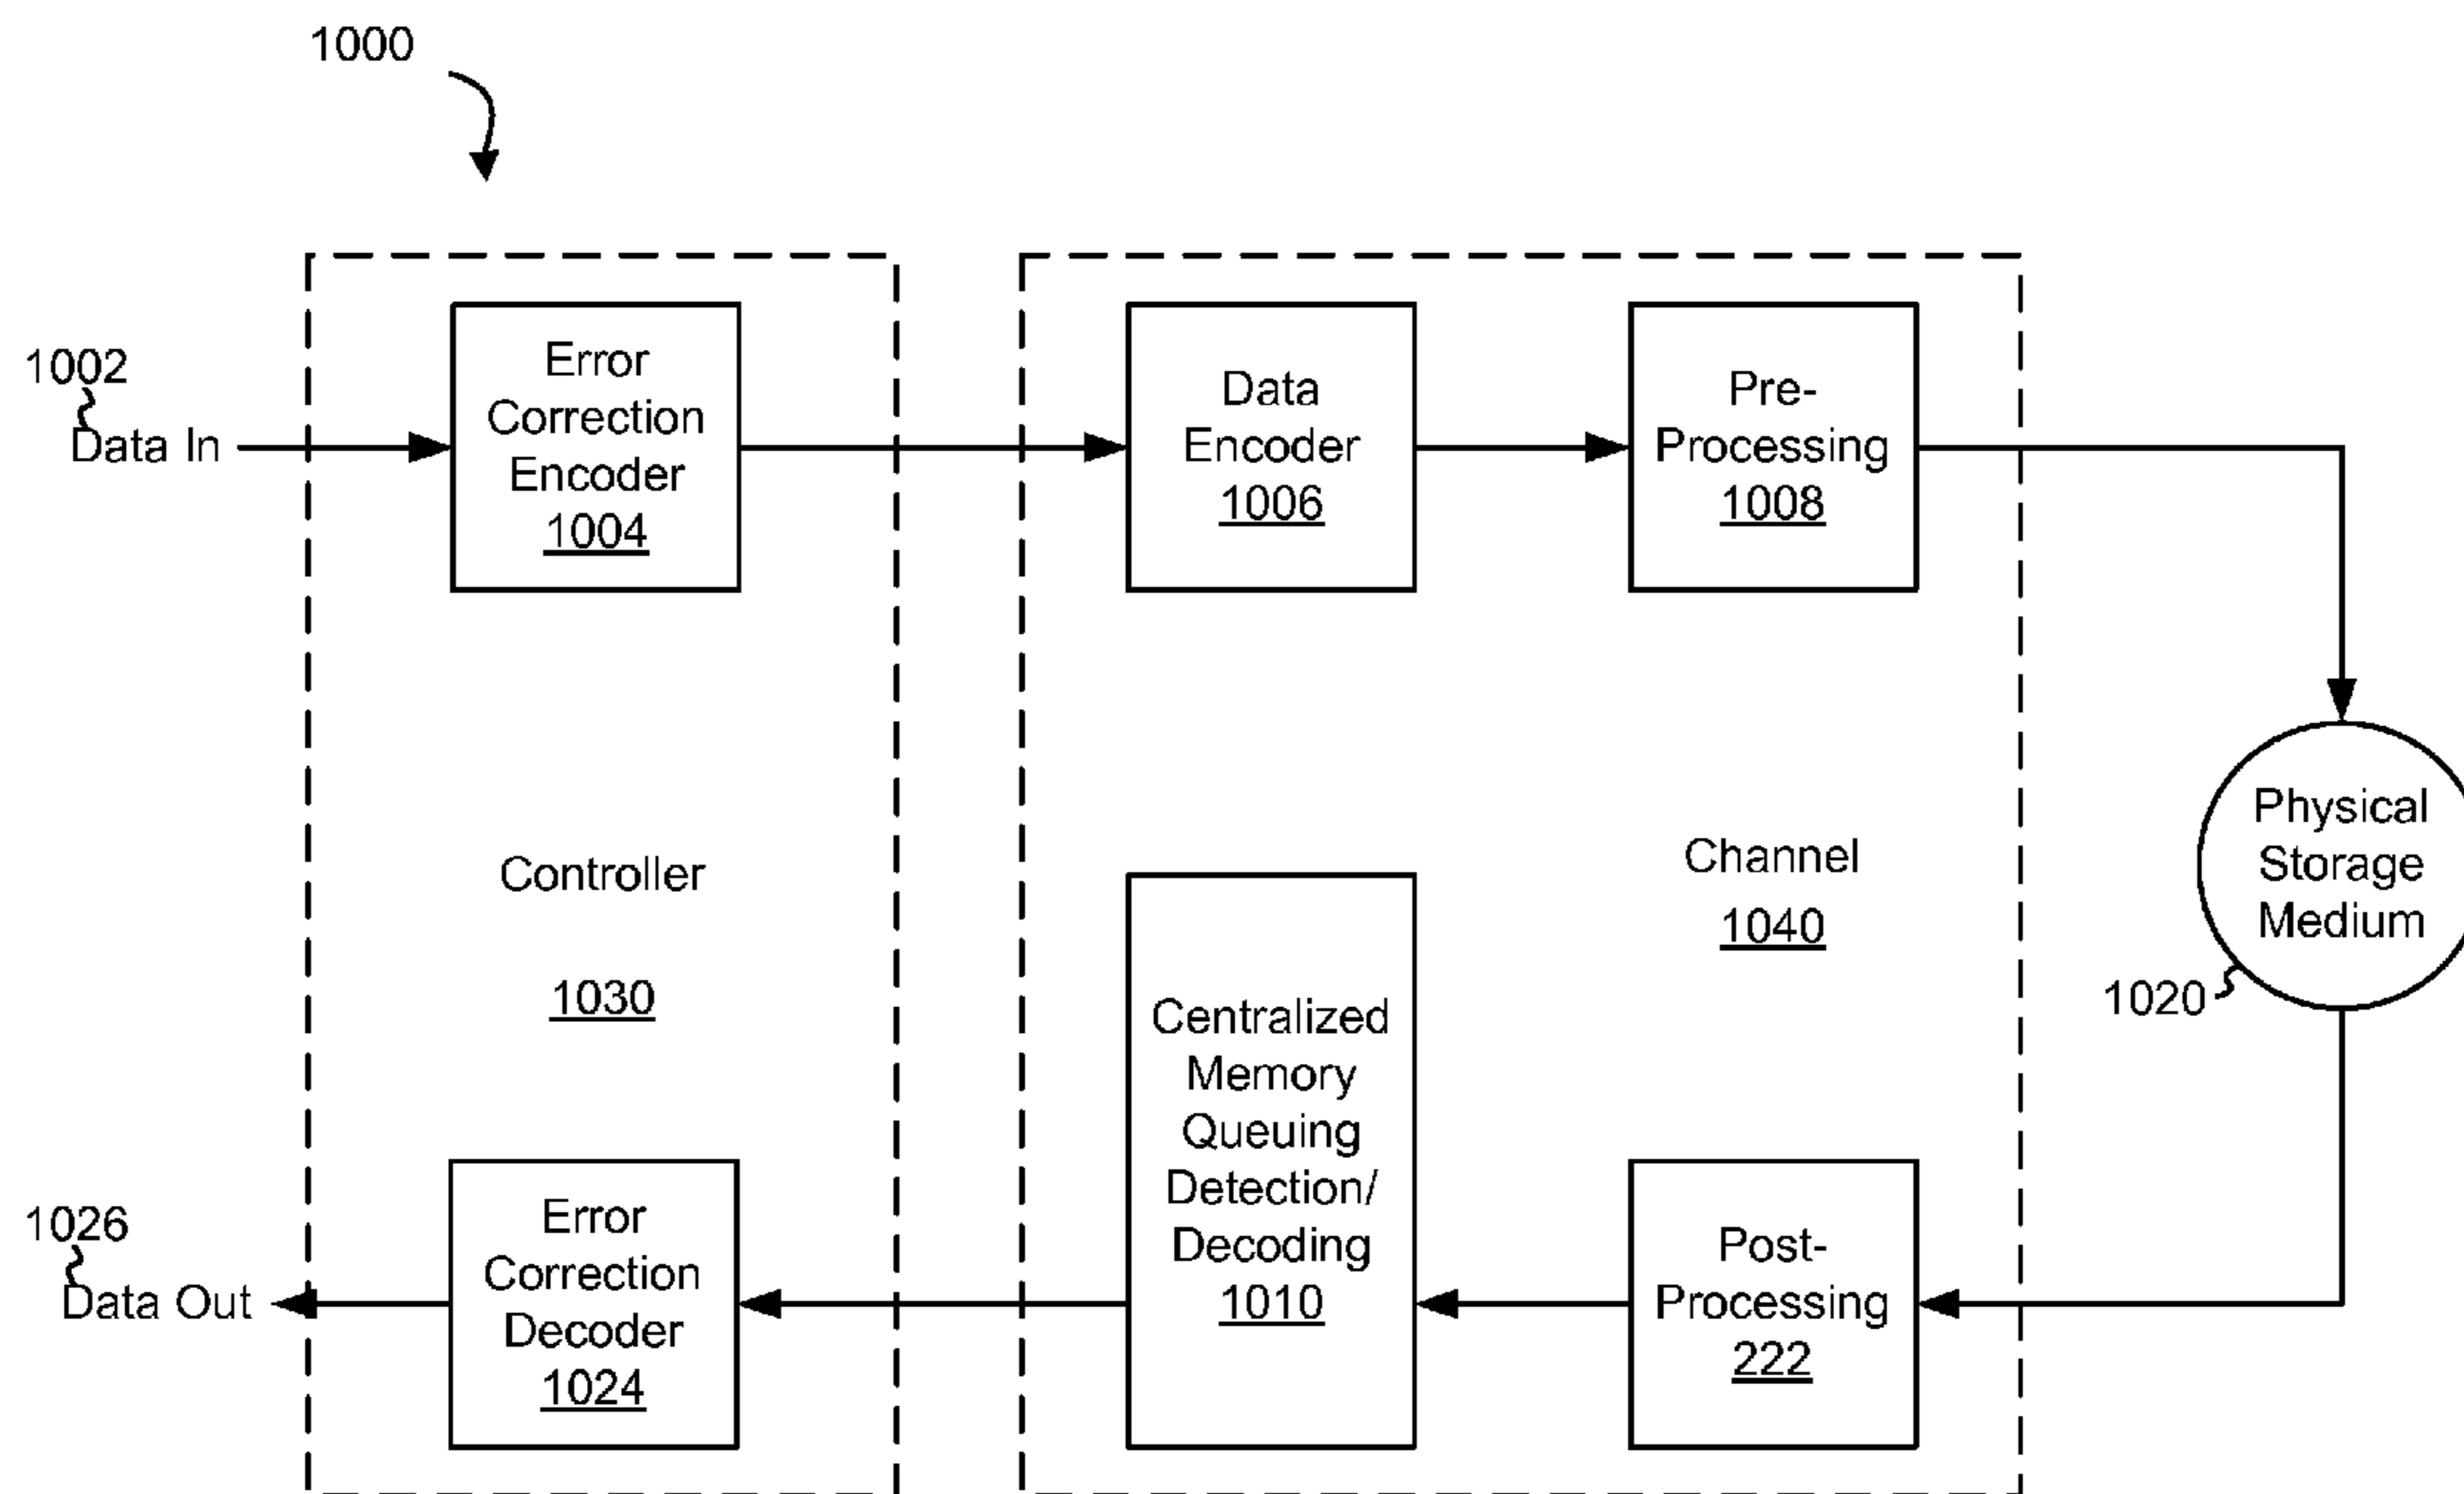 1000
1002
Data In
Error
Correction
Encoder
1004
Data
Encoder
1006
Pre-
Processing
1008
Controller
1030
Channel
1040
Physical
Storage
Medium
1020
Centralized
Memory
Queuing
Detection/
Decoding
1010
Post-
Processing
222
Error
Correction
Decoder
1024
1026
Data Out